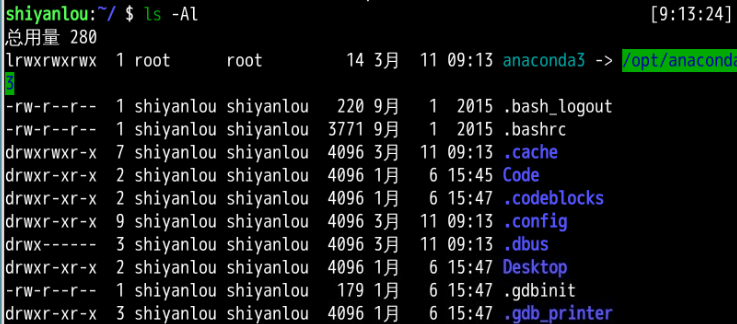 shiyanlou:~/ $ ls -Al [9:13:24]
总用量 280
lrwxrwxrwx 1 root root 14 3月 11 09:13 anaconda3 -> /opt/anaconda
3
-rw-r--r-- 1 shiyanlou shiyanlou 220 9月 1 2015 .bash_logout
-rw-r--r-- 1 shiyanlou shiyanlou 3771 9月 1 2015 .bashrc
drwxrwxr-x 7 shiyanlou shiyanlou 4096 3月 11 09:13 .cache
drwxr-xr-x 2 shiyanlou shiyanlou 4096 1月 6 15:45 Code
drwxr-xr-x 2 shiyanlou shiyanlou 4096 1月 6 15:47 .codeblocks
drwxr-xr-x 9 shiyanlou shiyanlou 4096 3月 11 09:13 .config
drwx------ 3 shiyanlou shiyanlou 4096 3月 11 09:13 .dbus
drwxr-xr-x 2 shiyanlou shiyanlou 4096 1月 6 15:47 Desktop
-rw-r--r-- 1 shiyanlou shiyanlou 179 1月 6 15:47 .gdbinit
drwxr-xr-x 3 shiyanlou shiyanlou 4096 1月 6 15:47 .gdb_printer